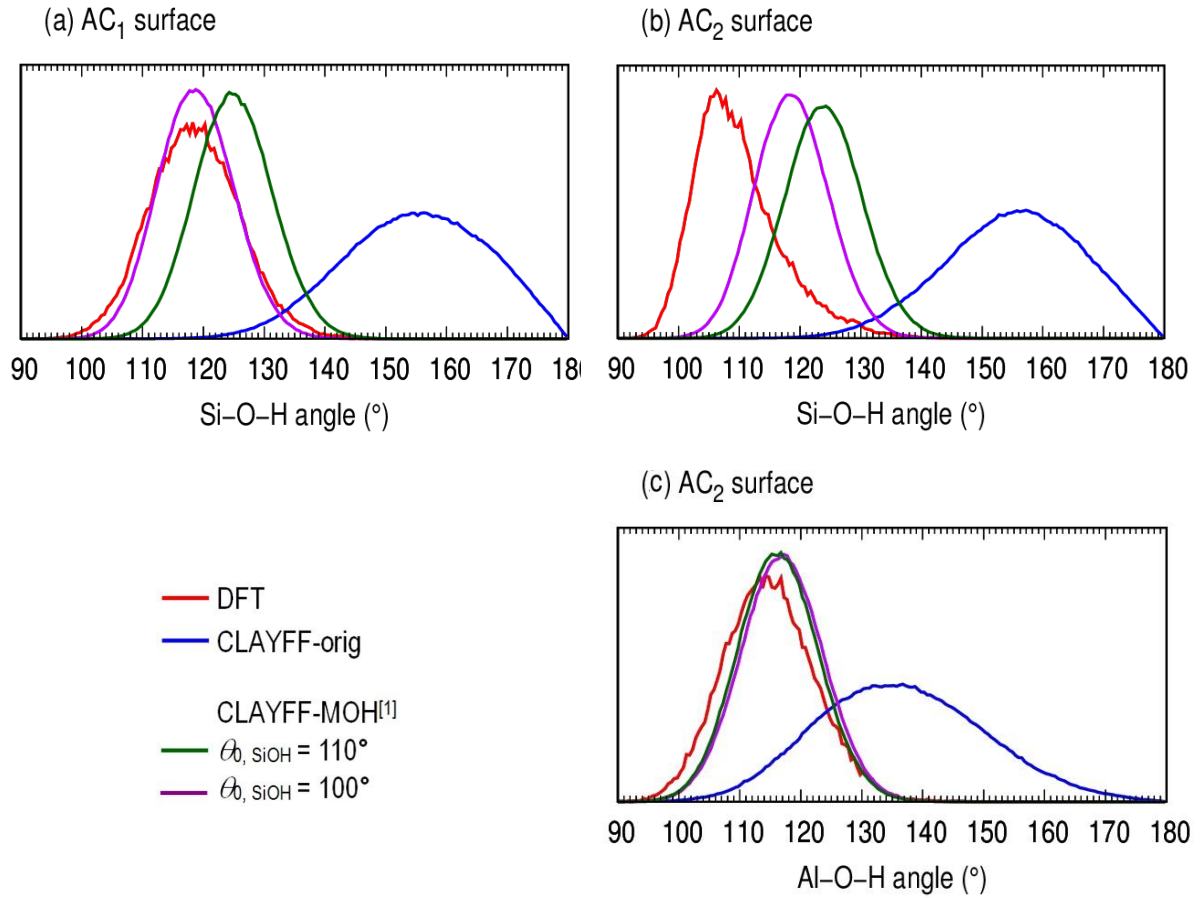 (a) AC₁ surface
90 100 110 120 130 140 150 160 170 18
Si–O–H angle (°)
(b) AC₂ surface
90 100 110 120 130 140 150 160 170 180
Si–O–H angle (°)
DFT
CLAYFF-orig
CLAYFF-MOH[1]
θ₀, SiOH = 110°
θ₀, SiOH = 100°
(c) AC₂ surface
90 100 110 120 130 140 150 160 170 180
Al–O–H angle (°)